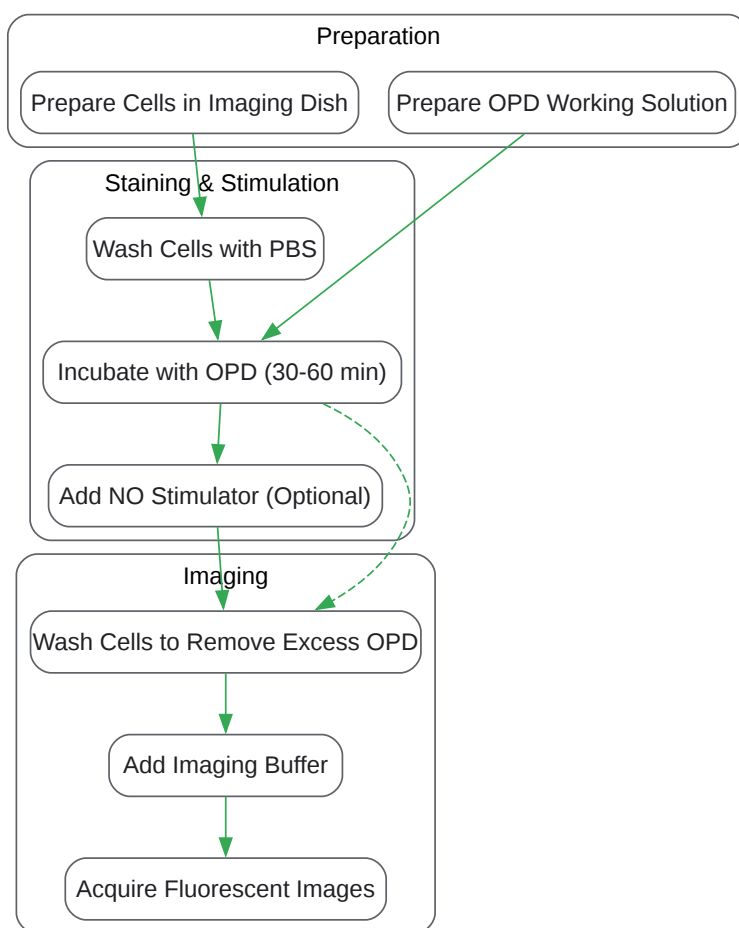 Preparation
Prepare Cells in Imaging Dish
Prepare OPD Working Solution
Staining & Stimulation
Wash Cells with PBS
Incubate with OPD (30-60 min)
Add NO Stimulator (Optional)
Imaging
Wash Cells to Remove Excess OPD
Add Imaging Buffer
Acquire Fluorescent Images